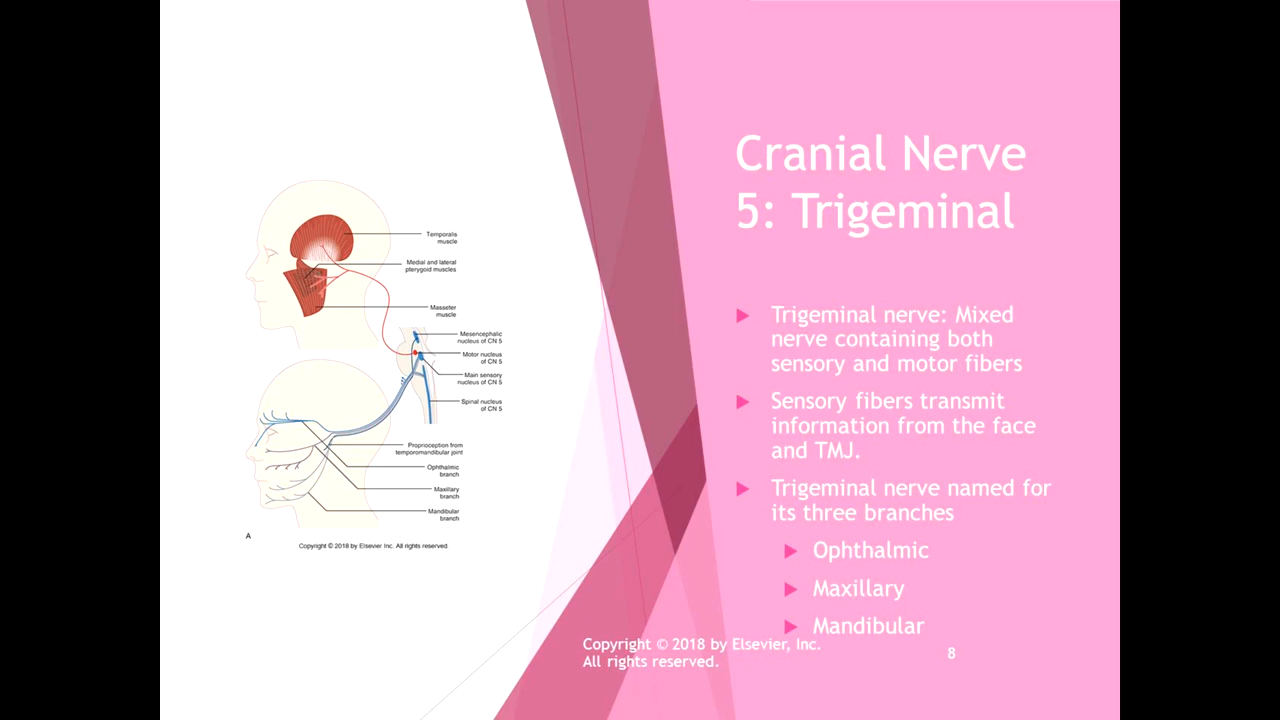 Cranial Nerve
5: Trigeminal
Temporalis
muscle
Medial and lateral
pterygoid muscles
Masseter
muscle
Mesencephalic
nucleus of CN 5
Motor nucleus
of CN 5
Main sensory
nucleus of CN 5
Spinal nucleus
of CN 5
Proprioception from
temporomandibular joint
Ophthalmic
branch
Maxillary
branch
Mandibular
branch
A
Copyright © 2018 by Elsevier Inc. All rights reserved.
Trigeminal nerve: Mixed
nerve containing both
sensory and motor fibers
Sensory fibers transmit
information from the face
and TMJ.
Trigeminal nerve named for
its three branches
Ophthalmic
Maxillary
Mandibular
Copyright © 2018 by Elsevier, Inc.
All rights reserved.
8